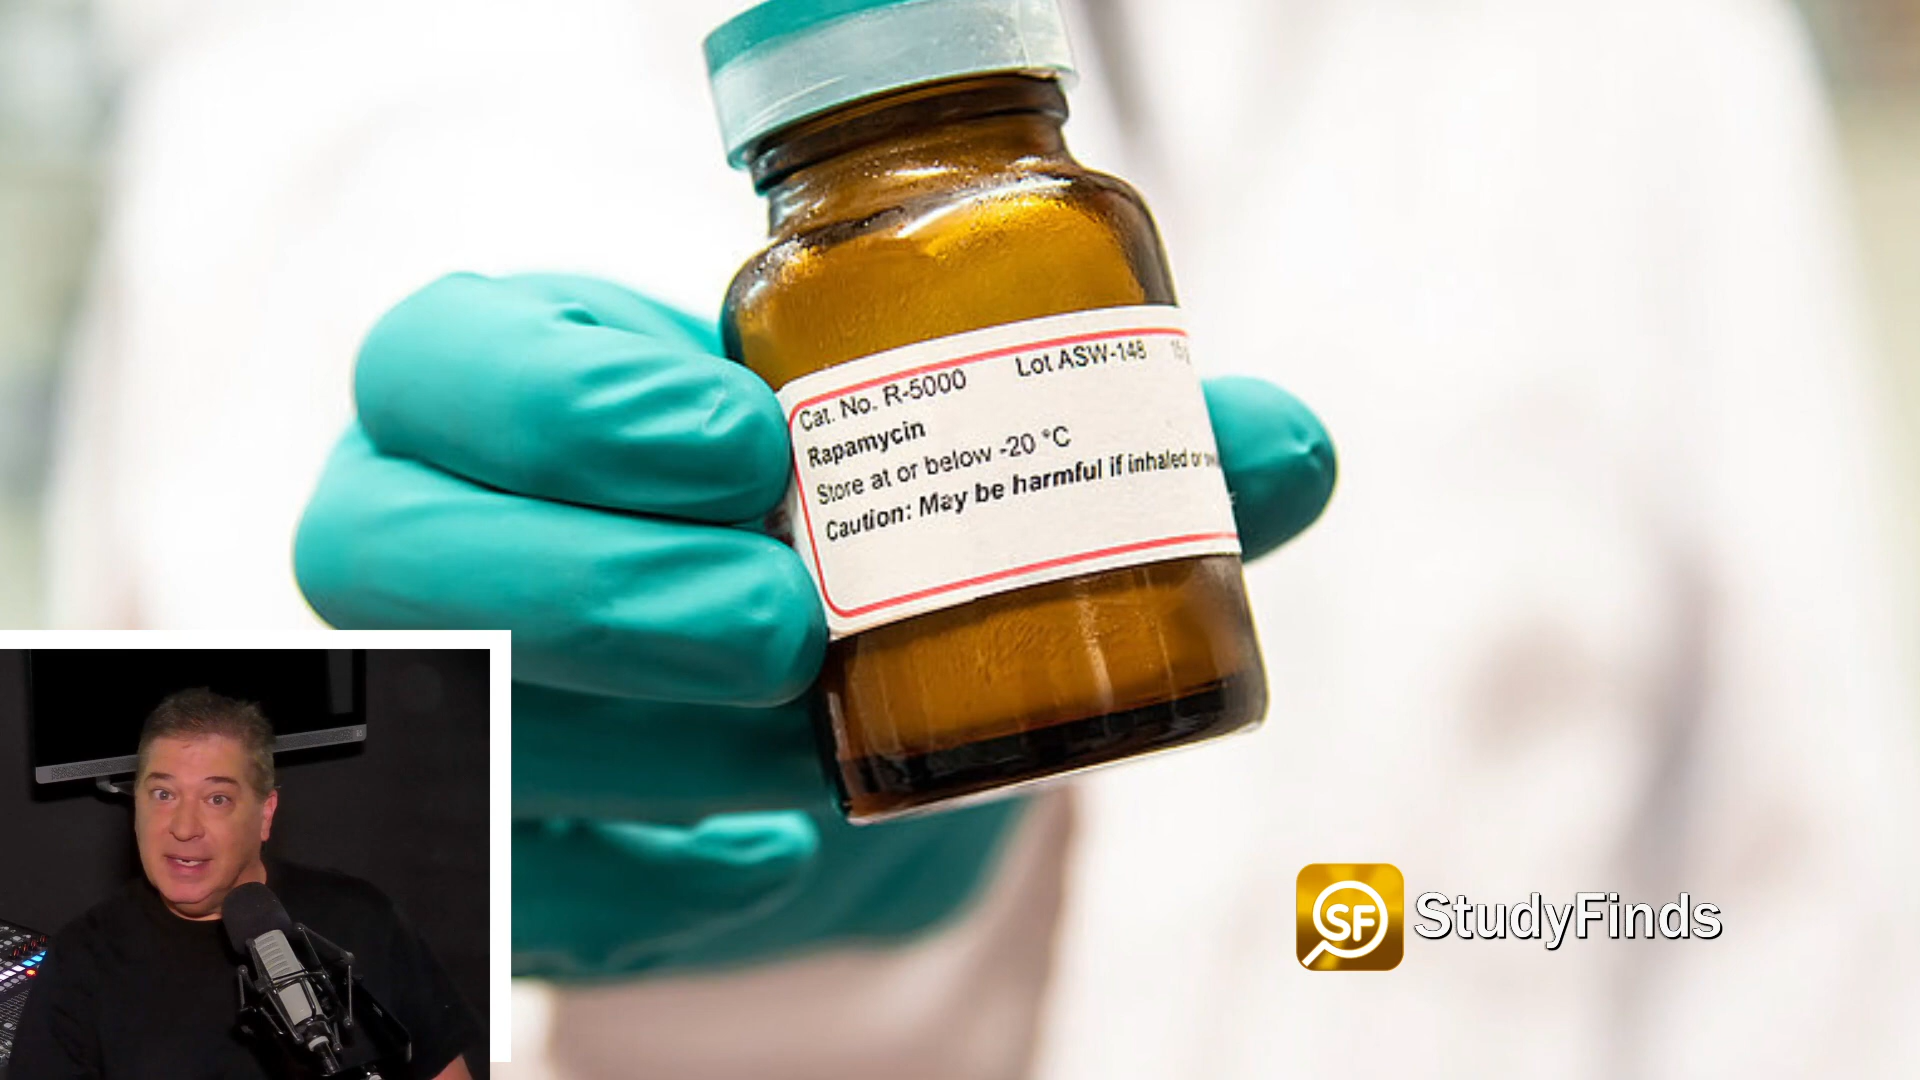 Cat. No. R-5000 Lot ASW-148
Rapamycin
Store at or below -20 °C
Caution: May be harmful if inhaled or
SF StudyFinds